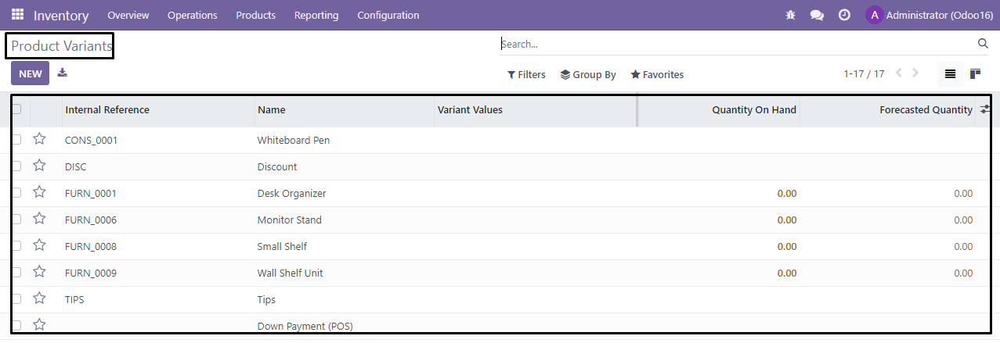 Inventory Overview Operations Products Reporting Configuration A Administrator (Odoo16)
Product Variants Search...
NEW Filters Group By Favorites 1-17 / 17
Internal Reference Name Variant Values Quantity On Hand Forecasted Quantity
CONS_0001 Whiteboard Pen
DISC Discount
FURN_0001 Desk Organizer 0.00 0.00
FURN_0006 Monitor Stand 0.00 0.00
FURN_0008 Small Shelf 0.00 0.00
FURN_0009 Wall Shelf Unit 0.00 0.00
TIPS Tips
Down Payment (POS)